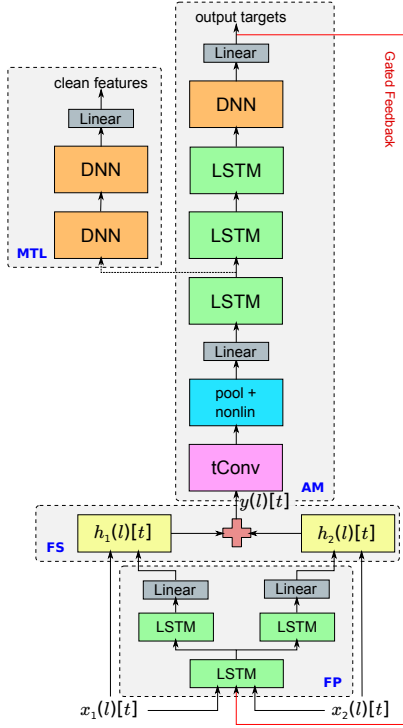 output targets
Linear
DNN
LSTM
LSTM
LSTM
Linear
pool +
nonlin
tConv
AM
Gated Feedback
clean features
Linear
DNN
DNN
MTL
y(l)[t]
h₁(l)[t]
h₂(l)[t]
FS
Linear
Linear
LSTM
LSTM
LSTM
FP
x₁(l)[t]
x₂(l)[t]